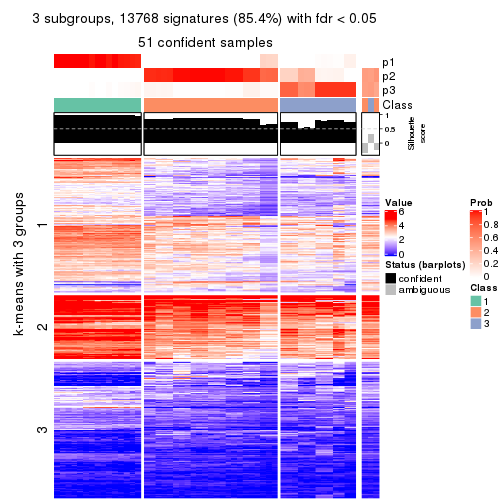 3 subgroups, 13768 signatures (85.4%) with fdr < 0.05
51 confident samples
p1
p2
p3
Class
1
0.5
0
Silhouette
score
k-means with 3 groups
1
2
3
Value
6
4
2
0
Status (barplots)
confident
ambiguous
Prob
1
0.8
0.6
0.4
0.2
0
Class
1
2
3